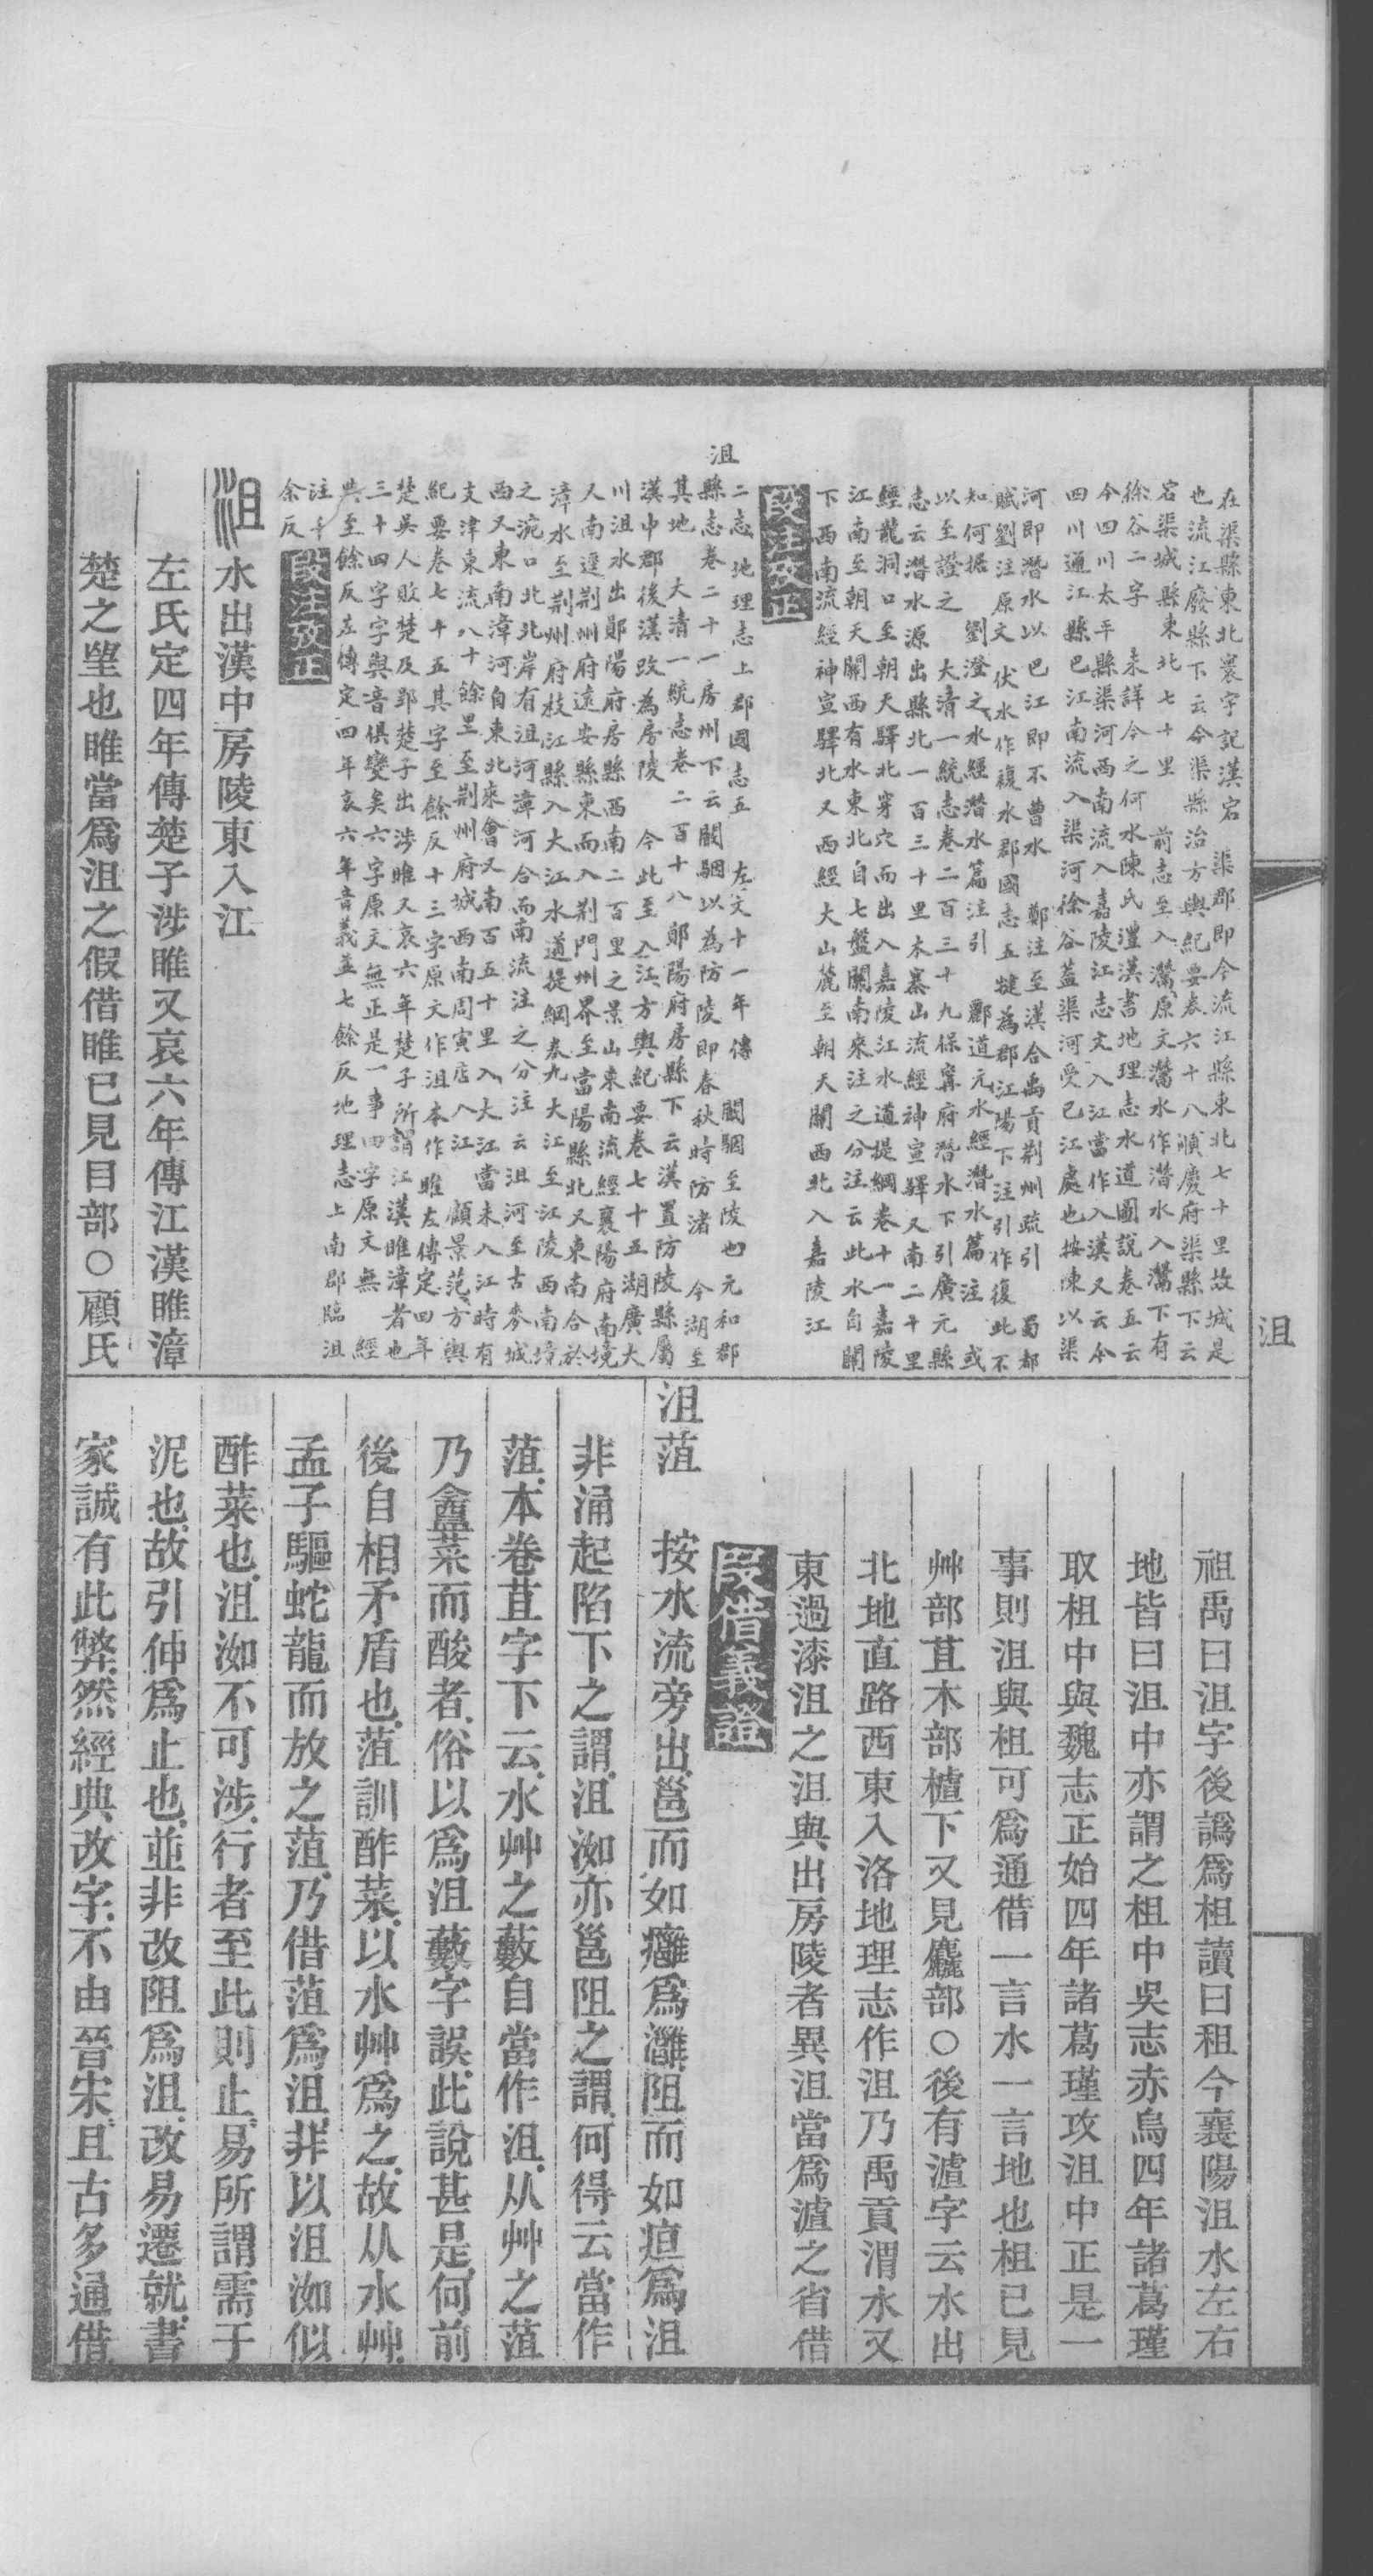 在渠縣東北寰宇記漢宕　渠郡即今流江縣東北七十里故城是
也流江廢縣下云今渠縣治方輿紀要卷六十八順慶府渠縣下云
宕渠城縣東北七十里　前志至入灊原文灊水作潛水入灊下有
徐谷二字　未詳今之何水陳氏澧漢書地理志水道圖說卷五云
今四川太平縣渠河西南流入嘉陵江志文入江當作入漢又云今
四川通江縣巴江南流入渠河徐谷蓋渠河受巴江處也按陳以渠
河即潛水以巴江即不曹水　鄭注至漢合禹貢荆州疏引　蜀都
賦劉注原文　伏水作複水郡國志五犍為郡江陽下注引作復此不
知何據　劉澄之水經潛水篇注引　酈道元水經潛水篇注　或
以至證之　大清一統志卷二百三十九保寧府潛水下引廣元縣
志云潛水源出縣北一百三十里木寨山流經神宣驛又南二十里
經龍洞口至朝天驛北穿穴而出入嘉陵江水道提綱卷十一嘉陵
江南至朝天關西有水東北自七盤關南來注之分注云此水自關
下西南流經神宣驛北又西經大山麓至朝天關西北入嘉陵江
段注攷正
沮
二志　地理志上郡國志五　左文十一年傳　闞駰至陵也元和郡
縣志卷二十一房州下云闞駰以為防陵即春秋時防渚　今湖至
其地　大清一統志卷二百十八鄖陽府房縣下云漢置防陵縣屬
漢中郡後漢改為房陵　今此至入江方輿紀要卷七十五湖廣大
川沮水出鄖陽府房縣西南二百里之景山東南流經襄陽府南境
又南逕荆州府遠安縣東而入荆門州界至當陽縣北又東南合於
漳水至荆州府枝江縣入大江水道提綱卷九大江至江陵西南境
之涴口北北岸有沮河漳河合而南流注之分注云沮河至古麥城
西又東南漳河自東北來會又南百五十里入大江當未入江時有
支津東流八十餘里至荆州府城西南周寅店入江　顧景范方輿
紀要卷七十五其字至餘反十三字原文作沮本作睢左傳定四年
楚吳人敗楚及郢楚子出涉睢又哀六年楚子所謂江漢睢漳者也
三十四字字與音俱變矣六字原文無正是一事四字原文無　經
典至餘反左傳定四年哀六年音義並七餘反地理志上南郡臨沮
注千
余反
段注攷正
沮水出漢中房陵東入江
左氏定四年傳楚子涉睢又哀六年傳江漢睢漳
楚之望也睢當爲沮之假借睢已見目部○顧氏
祖禹曰沮字後譌爲柤讀曰租今襄陽沮水左右
地皆曰沮中亦謂之柤中吳志赤烏四年諸葛瑾
取柤中與魏志正始四年諸葛瑾攻沮中正是一
事則沮與柤可爲通借一言水一言地也柤已見
艸部苴木部樝下又見麤部○後有瀘字云水出
北地直路西東入洛地理志作沮乃禹貢渭水又
東過漆沮之沮與出房陵者異沮當爲瀘之省借
段借義證
沮菹　按水流旁出邕而如癰爲灉阻而如疽爲沮
非涌起陷下之謂沮洳亦邕阻之謂何得云當作
菹本卷苴字下云水艸之藪自當作沮从艸之菹
乃䪡菜而酸者俗以爲沮藪字誤此說甚是何前
後自相矛盾也菹訓酢菜以水艸爲之故从水艸
孟子驅蛇龍而放之菹乃借菹爲沮非以沮洳似
酢菜也沮洳不可涉行者至此則止易所謂需于
泥也故引伸爲止也並非改阻爲沮改易遷就書
家誠有此弊然經典改字不由晉宋且古多通借
沮